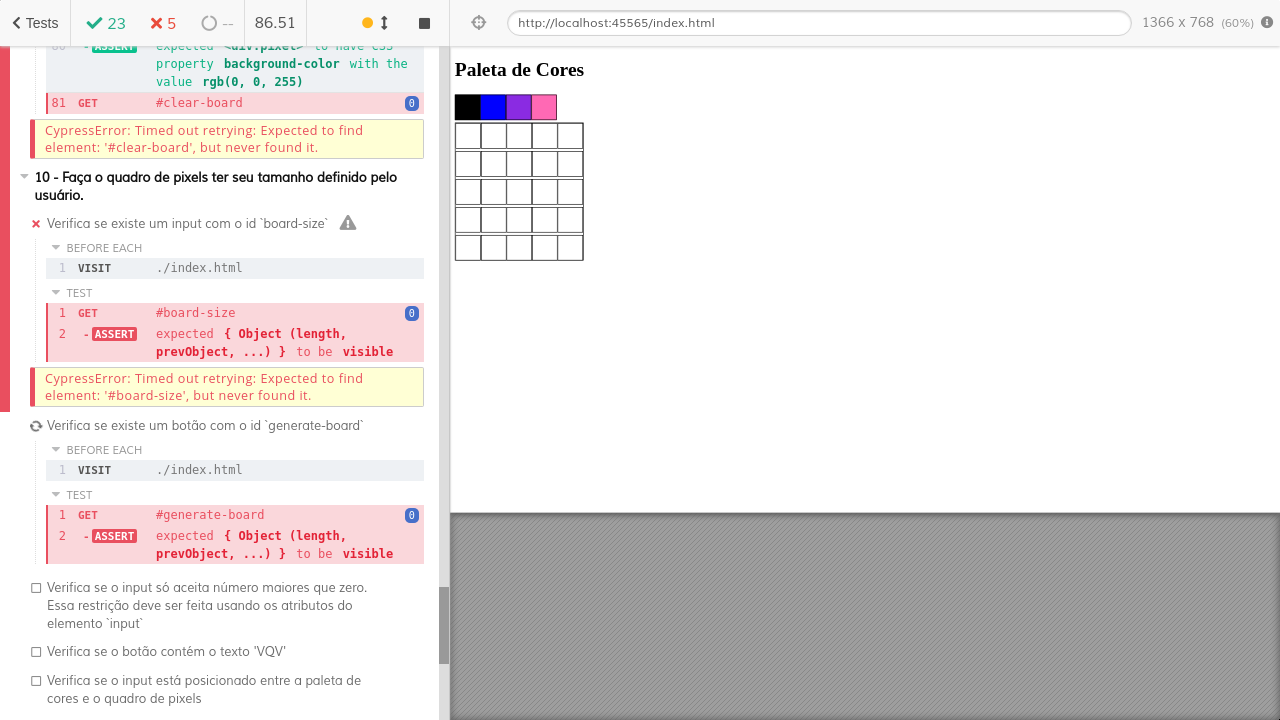 Tests 23 5 -- 86.51
http://localhost:45565/index.html 1366 x 768 (60%)
80 - ASSERT expected <div.pixel> to have CSS
property background-color with the
value rgb(0, 0, 255)
81 GET #clear-board 0
CypressError: Timed out retrying: Expected to find
element: '#clear-board', but never found it.
10 - Faça o quadro de pixels ter seu tamanho definido pelo
usuário.
Verifica se existe um input com o id `board-size`
BEFORE EACH
1 VISIT ./index.html
TEST
1 GET #board-size 0
2 - ASSERT expected { Object (length,
prevObject, ...) } to be visible
CypressError: Timed out retrying: Expected to find
element: '#board-size', but never found it.
Verifica se existe um botão com o id `generate-board`
BEFORE EACH
1 VISIT ./index.html
TEST
1 GET #generate-board 0
2 - ASSERT expected { Object (length,
prevObject, ...) } to be visible
Verifica se o input só aceita número maiores que zero.
Essa restrição deve ser feita usando os atributos do
elemento `input`
Verifica se o botão contém o texto 'VQV'
Verifica se o input está posicionado entre a paleta de
cores e o quadro de pixels
Paleta de Cores